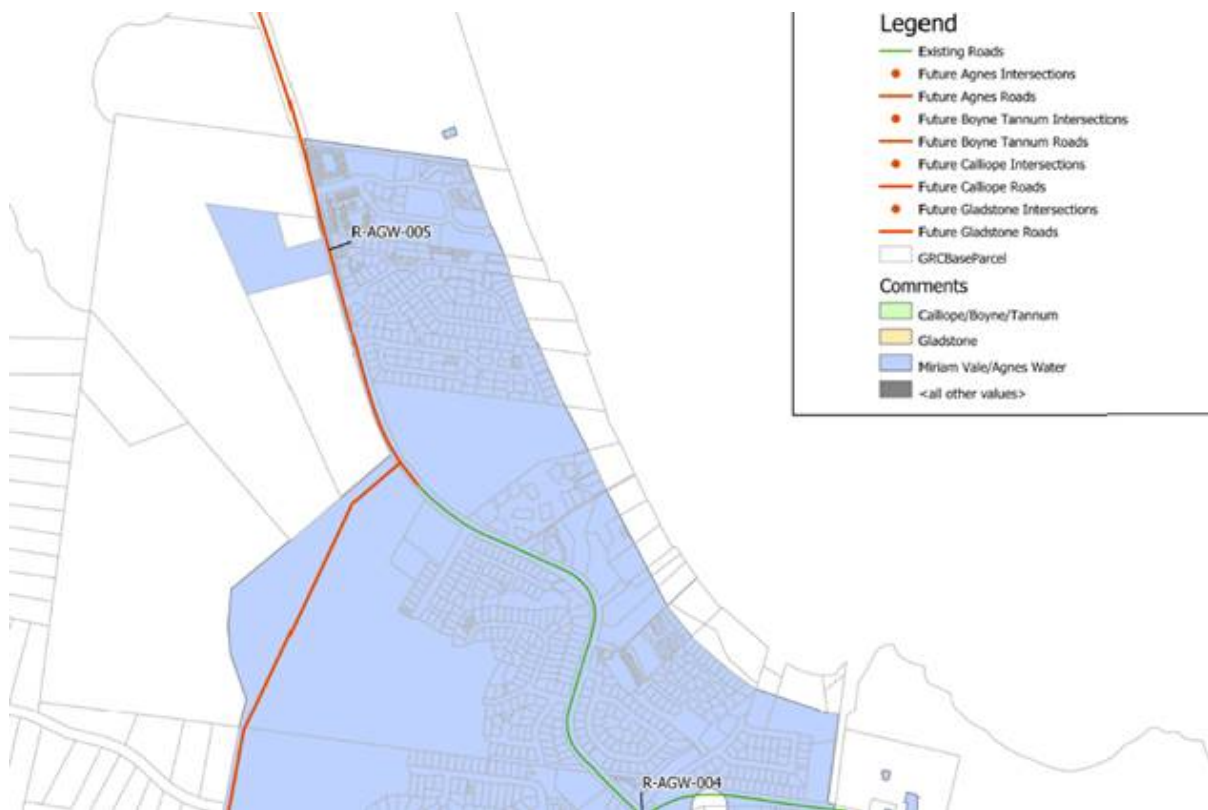 Legend
Existing Roads
Future Agnes Intersections
Future Agnes Roads
Future Boyne Tannum Intersections
Future Boyne Tannum Roads
Future Calliope Intersections
Future Calliope Roads
Future Gladstone Intersections
Future Gladstone Roads
GRCBaseParcel
Comments
Calliope/Boyne/Tannum
Gladstone
Miriam Vale/Agnes Water
<all other values>
R-AGW-005
R-AGW-004